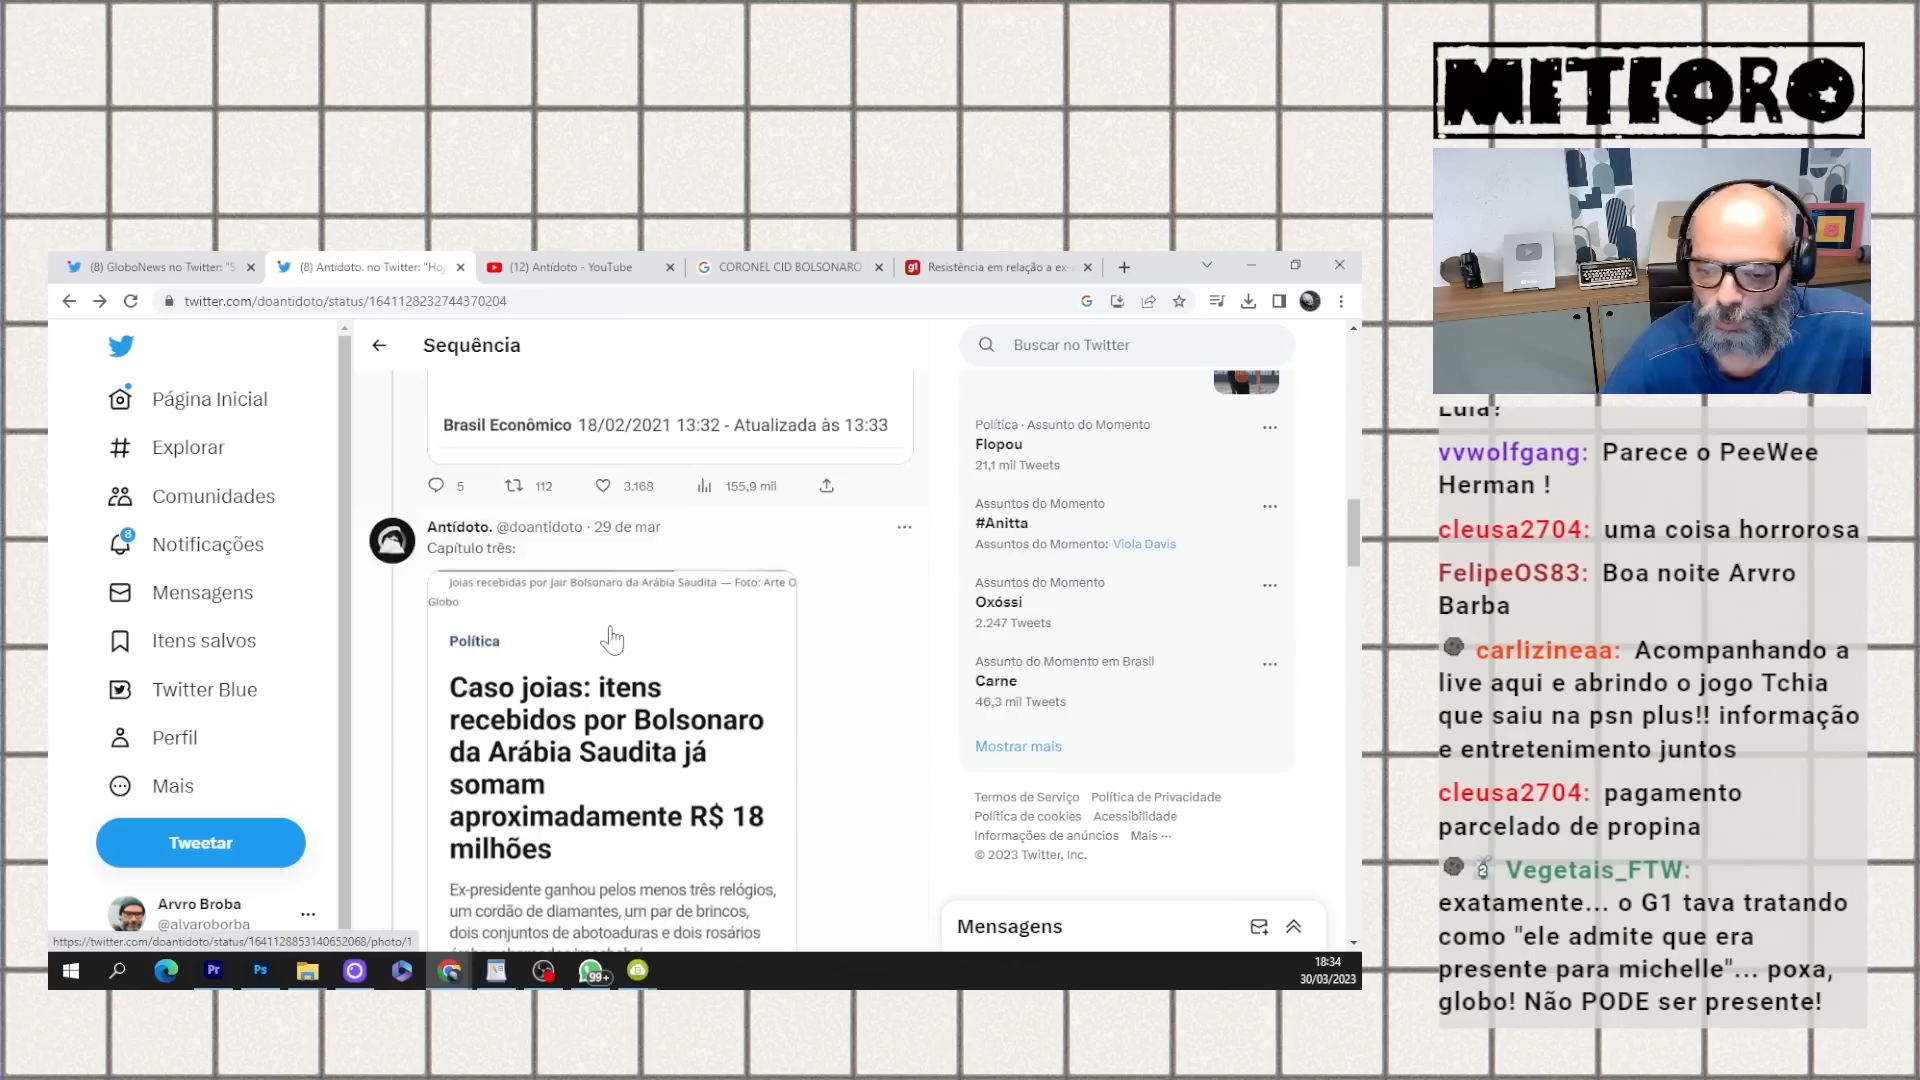 METEORO
(8) GloboNews no Twitter: "S
(8) Antídoto. no Twitter: "Hoj
(12) Antídoto - YouTube
CORONEL CID BOLSONARO
Resistência em relação a ex-
twitter.com/doantidoto/status/1641128232744370204
Página Inicial
Explorar
Comunidades
8
Notificações
Mensagens
Itens salvos
Twitter Blue
Perfil
Mais
Tweetar
Arvro Broba
@alvaroborba
https://twitter.com/doantidoto/status/1641128853140652068/photo/1
Sequência
Brasil Econômico 18/02/2021 13:32 - Atualizada às 13:33
5 112 3.168 155,9 mil
Antídoto. @doantidoto · 29 de mar
Capítulo três:
Joias recebidas por Jair Bolsonaro da Arábia Saudita — Foto: Arte O
Globo
Política
Caso joias: itens
recebidos por Bolsonaro
da Arábia Saudita já
somam
aproximadamente R$ 18
milhões
Ex-presidente ganhou pelo menos três relógios,
um cordão de diamantes, um par de brincos,
dois conjuntos de abotoaduras e dois rosários
Buscar no Twitter
Política · Assunto do Momento
Flopou
21,1 mil Tweets
Assuntos do Momento
#Anitta
Assuntos do Momento: Viola Davis
Assuntos do Momento
Oxóssi
2.247 Tweets
Assunto do Momento em Brasil
Carne
46,3 mil Tweets
Mostrar mais
Termos de Serviço Política de Privacidade
Política de cookies Acessibilidade
Informações de anúncios Mais ···
© 2023 Twitter, Inc.
Mensagens
Pr
Ps
99+
18:34
30/03/2023
Lula?
vvwolfgang: Parece o PeeWee
Herman !
cleusa2704: uma coisa horrorosa
FelipeOS83: Boa noite Arvro
Barba
carlizineaa: Acompanhando a
live aqui e abrindo o jogo Tchia
que saiu na psn plus!! informação
e entretenimento juntos
cleusa2704: pagamento
parcelado de propina
2 Vegetais_FTW:
exatamente... o G1 tava tratando
como "ele admite que era
presente para michelle"... poxa,
globo! Não PODE ser presente!